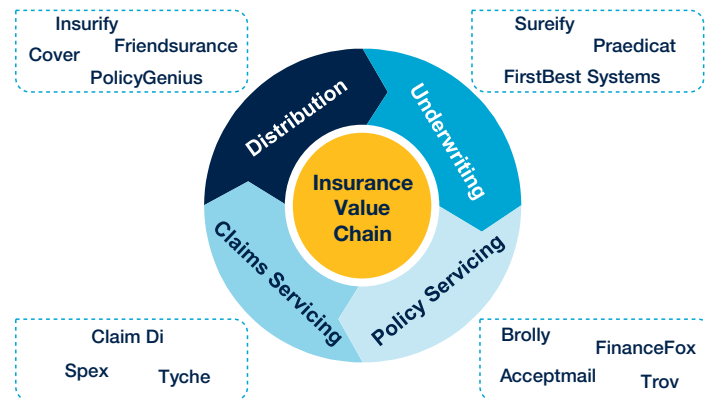 Insurify
Cover
Friendsurance
PolicyGenius
Sureify
Praedicat
FirstBest Systems
Distribution
Underwriting
Insurance
Value
Chain
Claims Servicing
Policy Servicing
Claim Di
Spex
Tyche
Brolly
FinanceFox
Acceptmail
Trov